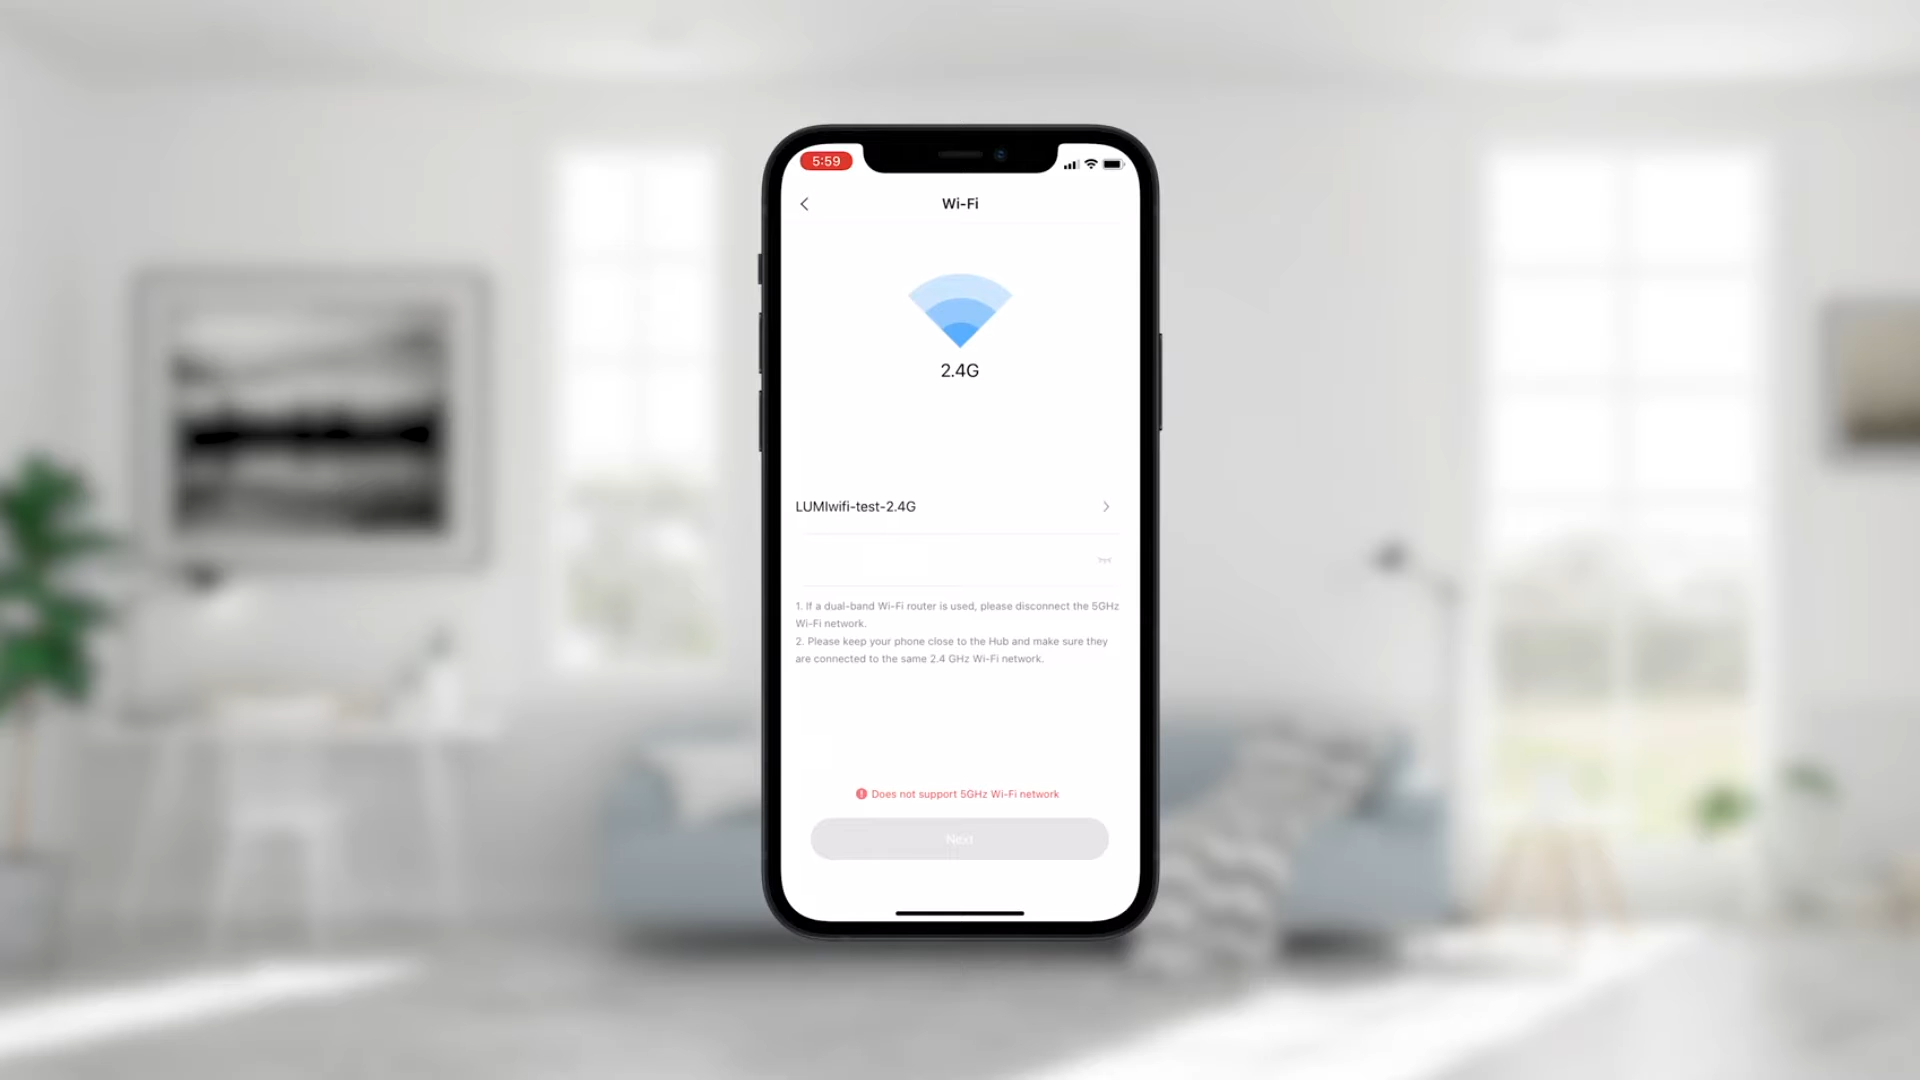 5:59
Wi-Fi
2.4G
LUMIwifi-test-2.4G
1. If a dual-band Wi-Fi router is used, please disconnect the 5GHz
Wi-Fi network.
2. Please keep your phone close to the Hub and make sure they
are connected to the same 2.4 GHz Wi-Fi network.
Does not support 5GHz Wi-Fi network
Next